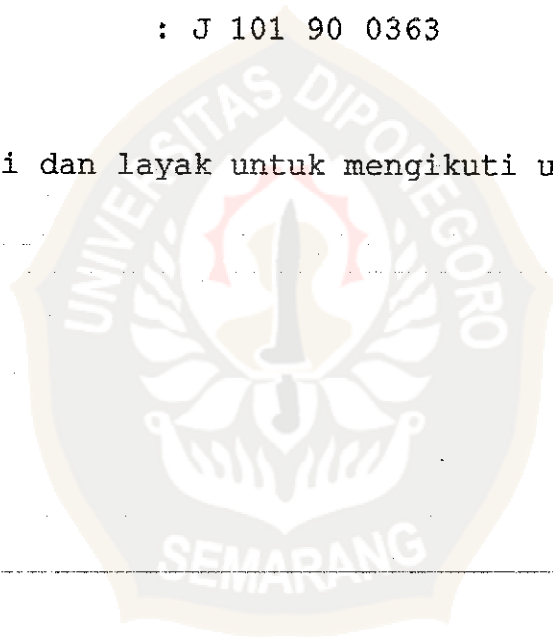 : J 101 90 0363
i dan layak untuk mengikuti u
UNIVERSITAS DIPONEGORO
SEMARANG